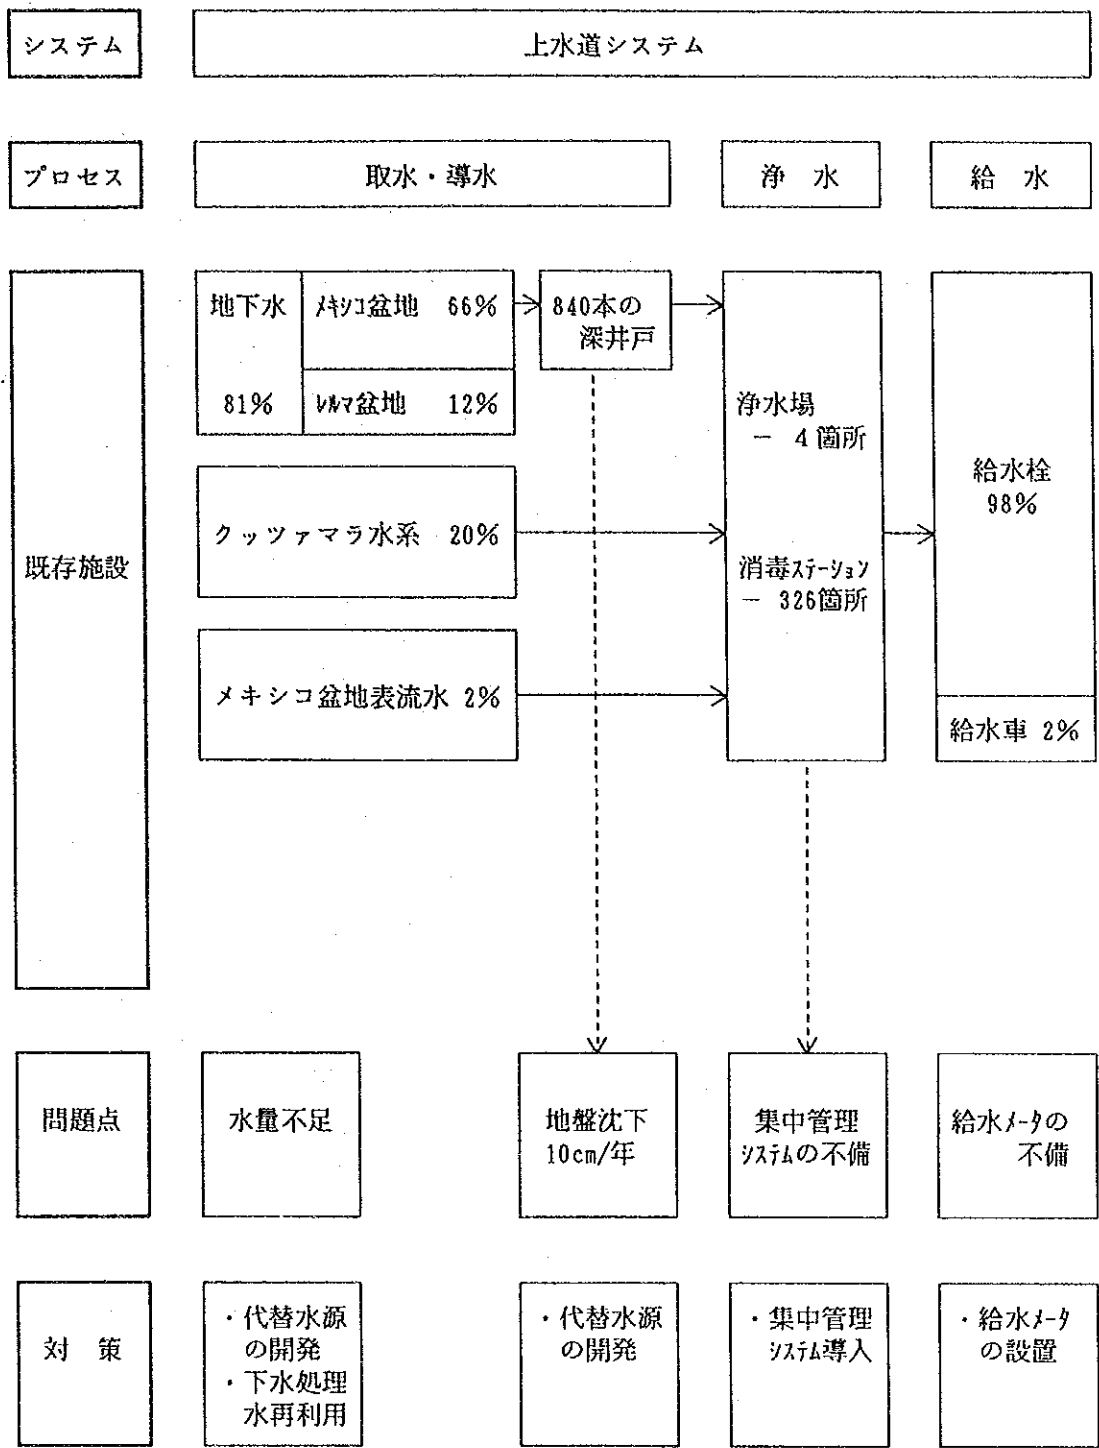 システム
上水道システム
プロセス
取水・導水
浄　水
給　水
既存施設
地下水
81%
メキシコ盆地　66%
レルマ盆地　12%
840本の
深井戸
クッツァマラ水系　20%
メキシコ盆地表流水 2%
浄水場
－ 4箇所
消毒ステーション
－ 326箇所
給水栓
98%
給水車 2%
問題点
水量不足
地盤沈下
10cm/年
集中管理
システムの不備
給水メータの
不備
対　策
・代替水源
の開発
・下水処理
水再利用
・代替水源
の開発
・集中管理
システム導入
・給水メータ
の設置